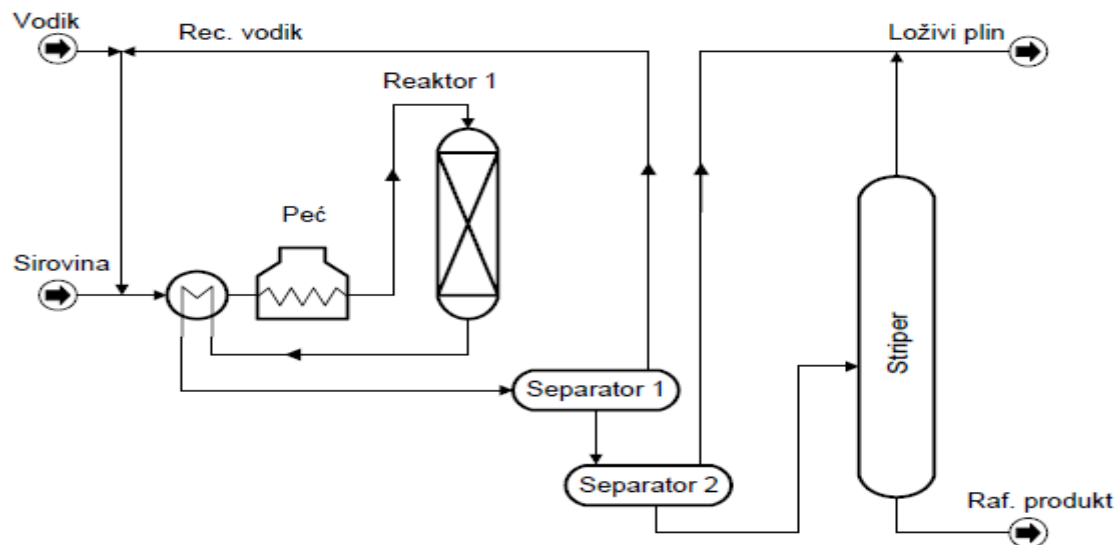 Vodik
Rec. vodik
Loživi plin
Reaktor 1
Peć
Sirovina
Striper
Separator 1
Separator 2
Raf. produkt